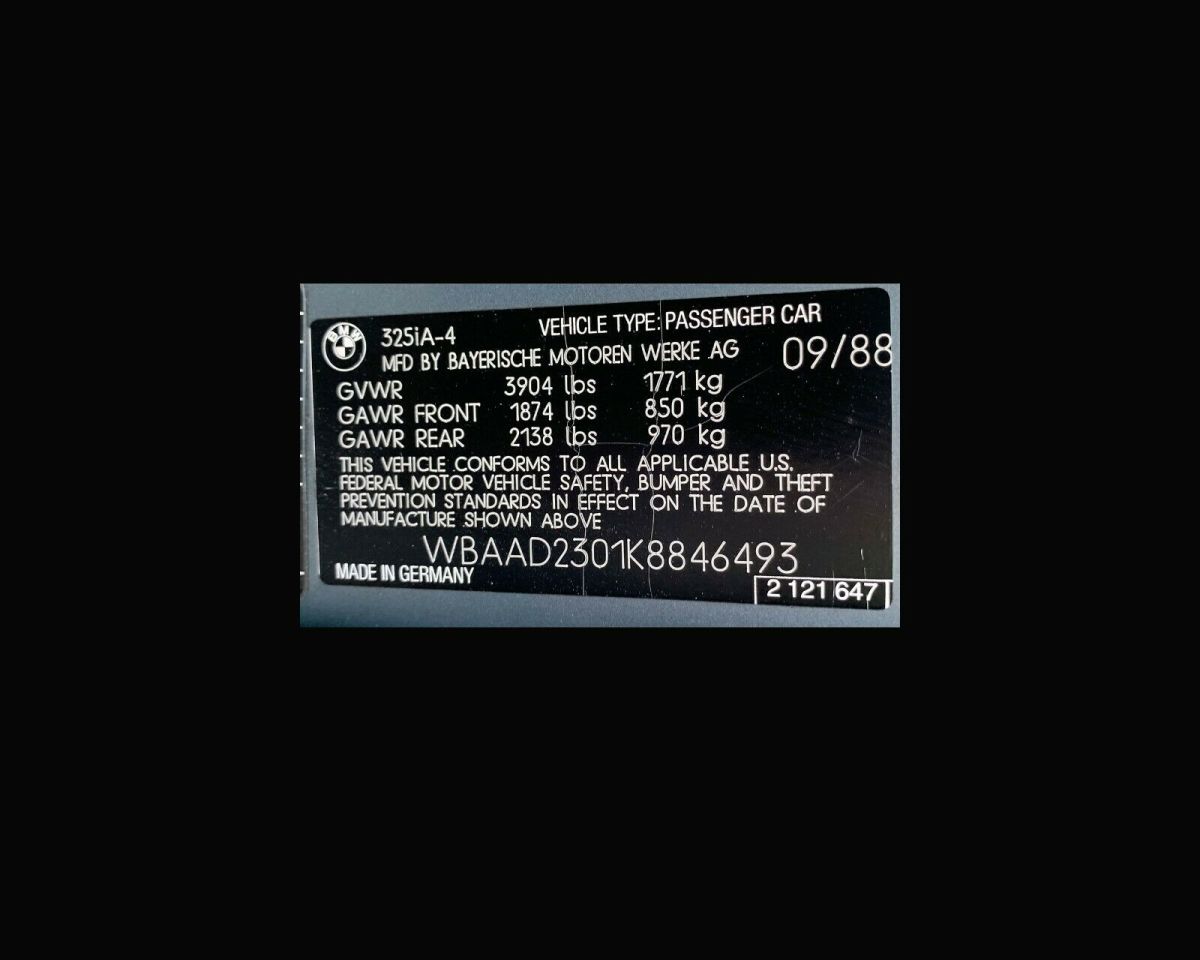 BMW
325iA-4 VEHICLE TYPE: PASSENGER CAR
MFD BY BAYERISCHE MOTOREN WERKE AG 09/88
GVWR 3904 lbs 1771 kg
GAWR FRONT 1874 lbs 850 kg
GAWR REAR 2138 lbs 970 kg
THIS VEHICLE CONFORMS TO ALL APPLICABLE U.S.
FEDERAL MOTOR VEHICLE SAFETY, BUMPER AND THEFT
PREVENTION STANDARDS IN EFFECT ON THE DATE OF
MANUFACTURE SHOWN ABOVE
WBAAD2301K8846493
MADE IN GERMANY
2 121 647